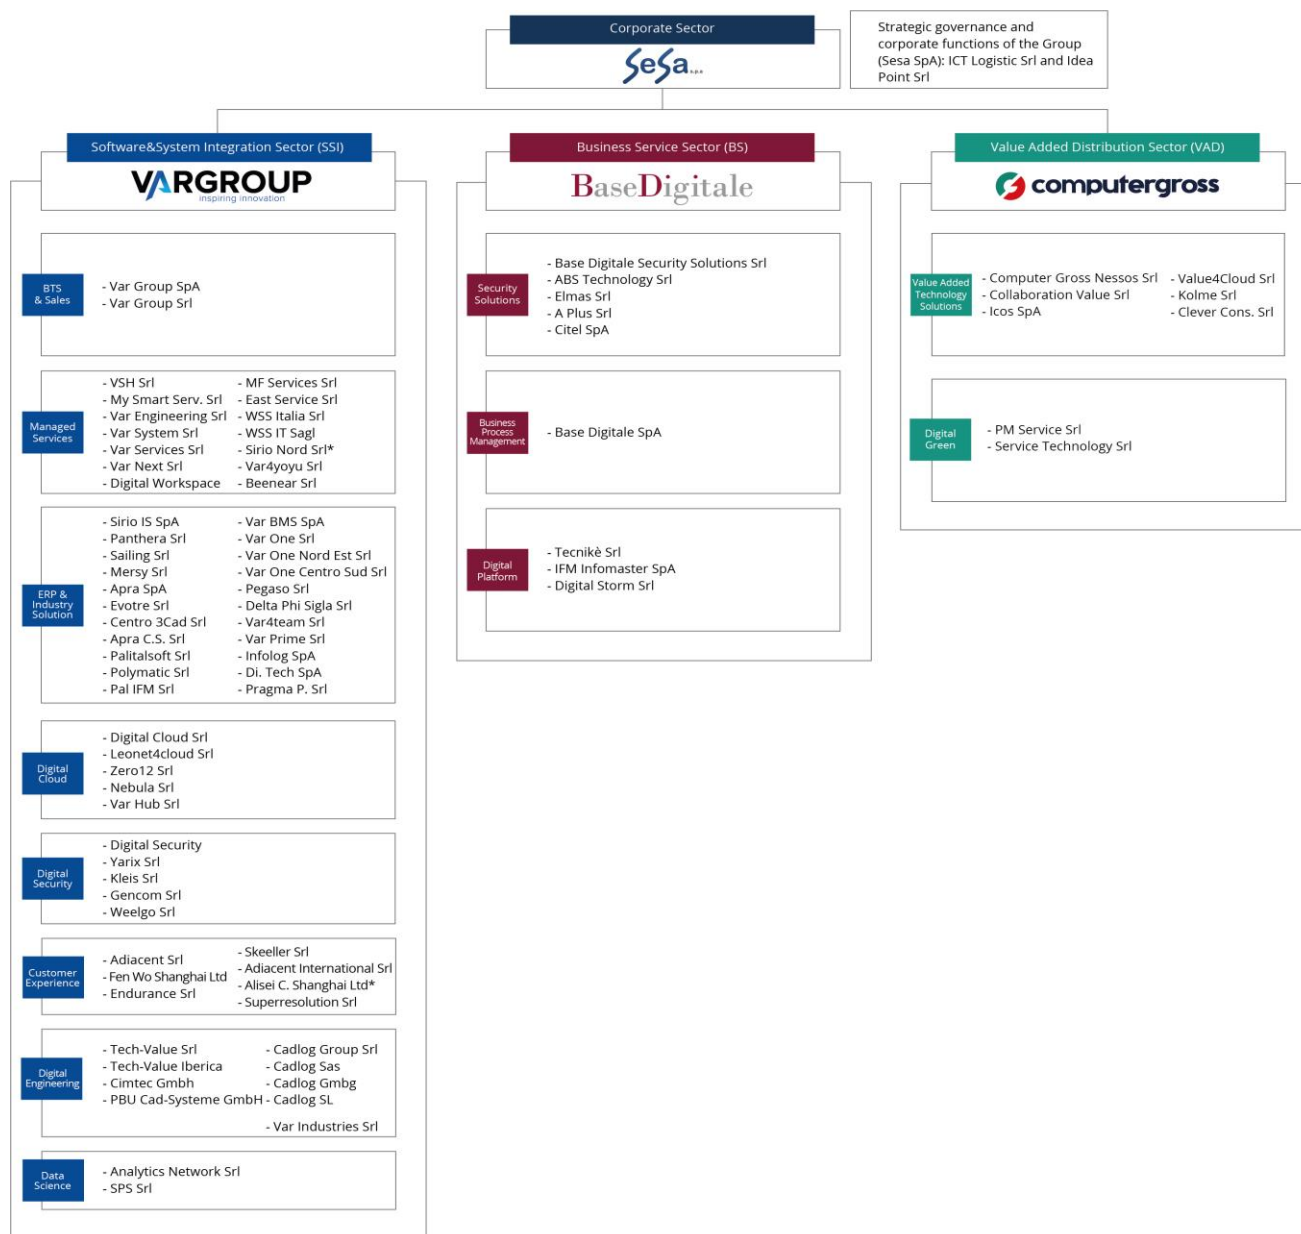 Corporate Sector
SeSa s.p.a
Strategic governance and
corporate functions of the Group
(Sesa SpA): ICT Logistic Srl and Idea
Point Srl
Software&System Integration Sector (SSI)
VARGROUP
inspiring innovation
BTS
& Sales
- Var Group SpA
- Var Group Srl
Managed
Services
- VSH Srl
- My Smart Serv. Srl
- Var Engineering Srl
- Var System Srl
- Var Services Srl
- Var Next Srl
- Digital Workspace
- MF Services Srl
- East Service Srl
- WSS Italia Srl
- WSS IT Sagl
- Sirio Nord Srl*
- Var4yoyu Srl
- Beenear Srl
ERP &
Industry
Solution
- Sirio IS SpA
- Panthera Srl
- Sailing Srl
- Mersy Srl
- Apra SpA
- Evotre Srl
- Centro 3Cad Srl
- Apra C.S. Srl
- Palitalsoft Srl
- Polymatic Srl
- Pal IFM Srl
- Var BMS SpA
- Var One Srl
- Var One Nord Est Srl
- Var One Centro Sud Srl
- Pegaso Srl
- Delta Phi Sigla Srl
- Var4team Srl
- Var Prime Srl
- Infolog SpA
- Di. Tech SpA
- Pragma P. Srl
Digital
Cloud
- Digital Cloud Srl
- Leonet4cloud Srl
- Zero12 Srl
- Nebula Srl
- Var Hub Srl
Digital
Security
- Digital Security
- Yarix Srl
- Kleis Srl
- Gencom Srl
- Weelgo Srl
Customer
Experience
- Adiacent Srl
- Fen Wo Shanghai Ltd
- Endurance Srl
- Skeeller Srl
- Adiacent International Srl
- Alisei C. Shanghai Ltd*
- Superresolution Srl
Digital
Engineering
- Tech-Value Srl
- Tech-Value Iberica
- Cimtec Gmbh
- PBU Cad-Systeme GmbH
- Cadlog Group Srl
- Cadlog Sas
- Cadlog Gmbg
- Cadlog SL
- Var Industries Srl
Data
Science
- Analytics Network Srl
- SPS Srl
Business Service Sector (BS)
BaseDigitale
Security
Solutions
- Base Digitale Security Solutions Srl
- ABS Technology Srl
- Elmas Srl
- A Plus Srl
- Citel SpA
Business
Process
Management
- Base Digitale SpA
Digital
Platform
- Tecnikè Srl
- IFM Infomaster SpA
- Digital Storm Srl
Value Added Distribution Sector (VAD)
computergross
Value Added
Technology
Solutions
- Computer Gross Nessos Srl
- Collaboration Value Srl
- Icos SpA
- Value4Cloud Srl
- Kolme Srl
- Clever Cons. Srl
Digital
Green
- PM Service Srl
- Service Technology Srl